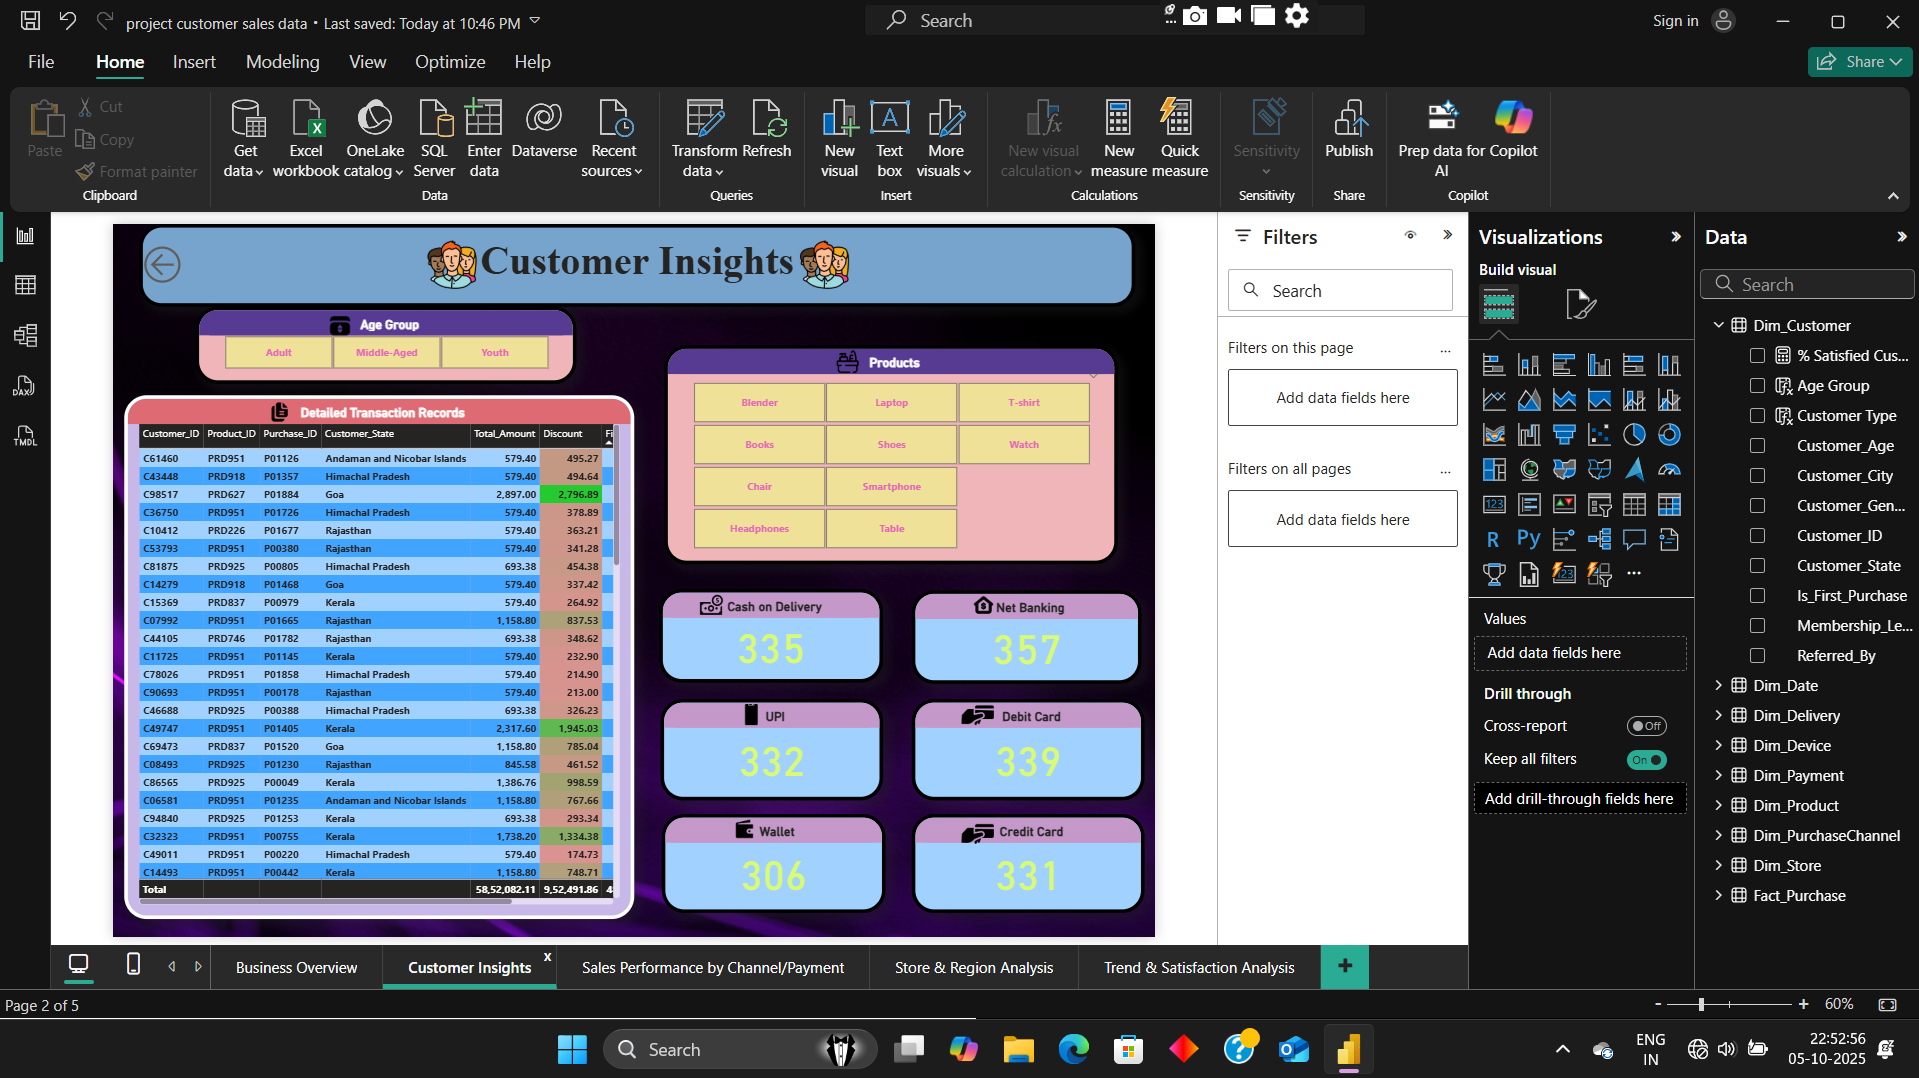 project customer sales data • Last saved: Today at 10:46 PM
Search
Sign in
File
Home
Insert
Modeling
View
Optimize
Help
Share
Paste
Cut
Copy
Format painter
Clipboard
Get data
Excel workbook
OneLake catalog
SQL Server
Enter data
Dataverse
Recent sources
Data
Transform data
Refresh
Queries
New visual
Text box
More visuals
Insert
New visual calculation
New measure
Quick measure
Calculations
Sensitivity
Sensitivity
Publish
Share
Prep data for AI
Copilot
Copilot
Customer Insights
Age Group
Adult Middle-Aged Youth
Products
Blender Laptop T-shirt
Books Shoes Watch
Chair Smartphone
Headphones Table
Detailed Transaction Records
Customer_ID Product_ID Purchase_ID Customer_State Total_Amount Discount Fi
C61460 PRD951 P01126 Andaman and Nicobar Islands 579.40 495.27
C43448 PRD918 P01357 Himachal Pradesh 579.40 494.64
C98517 PRD627 P01884 Goa 2,897.00 2,796.89
C36750 PRD951 P01726 Himachal Pradesh 579.40 378.89
C10412 PRD226 P01677 Rajasthan 579.40 363.21
C53793 PRD951 P00380 Rajasthan 579.40 341.28
C81875 PRD925 P00805 Himachal Pradesh 693.38 454.38
C14279 PRD918 P01468 Goa 579.40 337.42
C15369 PRD837 P00979 Kerala 579.40 264.92
C07992 PRD951 P01665 Rajasthan 1,158.80 837.53
C44105 PRD746 P01782 Rajasthan 693.38 348.62
C11725 PRD951 P01145 Kerala 579.40 232.90
C78026 PRD951 P01858 Himachal Pradesh 579.40 214.90
C90693 PRD951 P00178 Rajasthan 579.40 213.00
C46688 PRD925 P00388 Himachal Pradesh 693.38 326.23
C49747 PRD951 P01405 Kerala 2,317.60 1,945.03
C69473 PRD837 P01520 Goa 1,158.80 785.04
C08493 PRD925 P01230 Rajasthan 845.58 461.52
C86565 PRD925 P00049 Kerala 1,386.76 998.59
C06581 PRD951 P01235 Andaman and Nicobar Islands 1,158.80 767.66
C94840 PRD925 P01253 Kerala 693.38 293.34
C32323 PRD951 P00755 Kerala 1,738.20 1,334.38
C49011 PRD951 P00220 Himachal Pradesh 579.40 174.73
C14493 PRD951 P00442 Kerala 1,158.80 748.71
Total 58,52,082.11 9,52,491.86 4
Cash on Delivery
335
Net Banking
357
UPI
332
Debit Card
339
Wallet
306
Credit Card
331
Filters
Search
Filters on this page
...
Add data fields here
Filters on all pages
...
Add data fields here
Visualizations
Build visual
R Py
...
Values
Add data fields here
Drill through
Cross-report Off
Keep all filters On
Add drill-through fields here
Data
Search
Dim_Customer
% Satisfied Cus...
Age Group
Customer Type
Customer_Age
Customer_City
Customer_Gen...
Customer_ID
Customer_State
Is_First_Purchase
Membership_Le...
Referred_By
Dim_Date
Dim_Delivery
Dim_Device
Dim_Payment
Dim_Product
Dim_PurchaseChannel
Dim_Store
Fact_Purchase
DAX
TMDL
Business Overview
Customer Insights
x
Sales Performance by Channel/Payment
Store & Region Analysis
Trend & Satisfaction Analysis
+
Page 2 of 5
- + 60%
Search
ENG
IN
22:52:56
05-10-2025